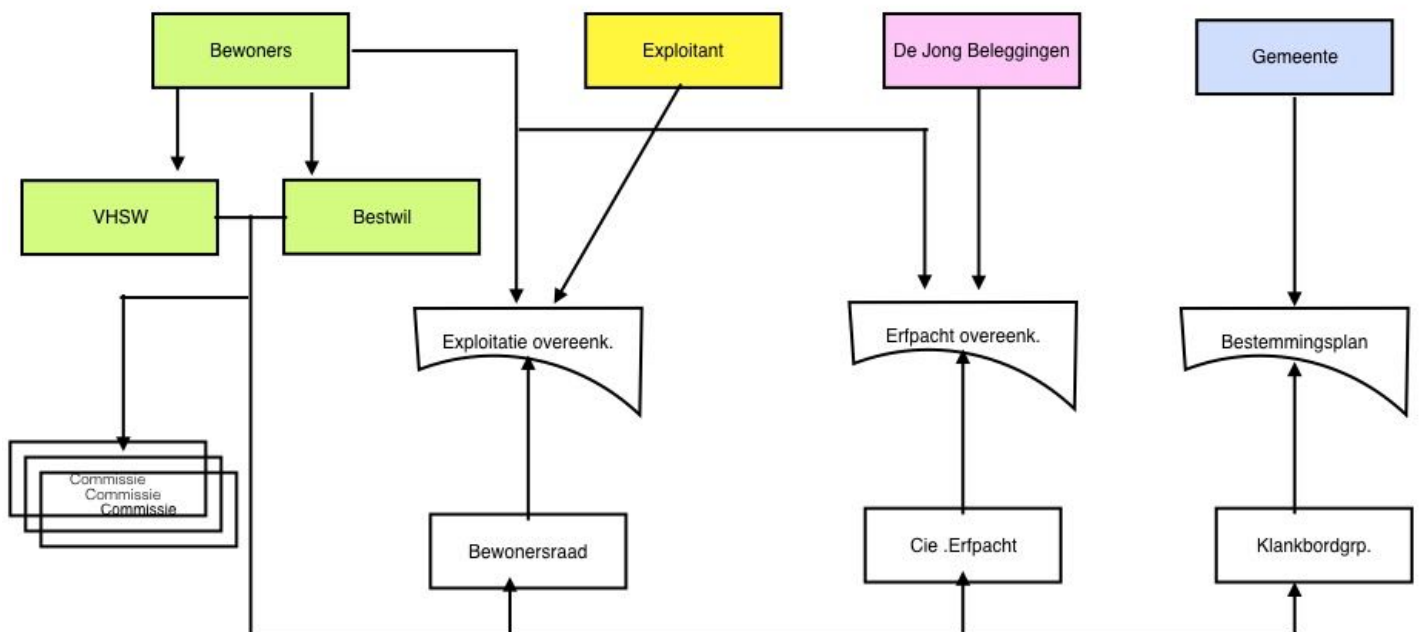 Bewoners
Exploitant
De Jong Beleggingen
Gemeente
VHSW
Bestwil
Exploitatie overeenk.
Erfpacht overeenk.
Bestemmingsplan
Commissie
Commissie
Commissie
Bewonersraad
Cie .Erfpacht
Klankbordgrp.